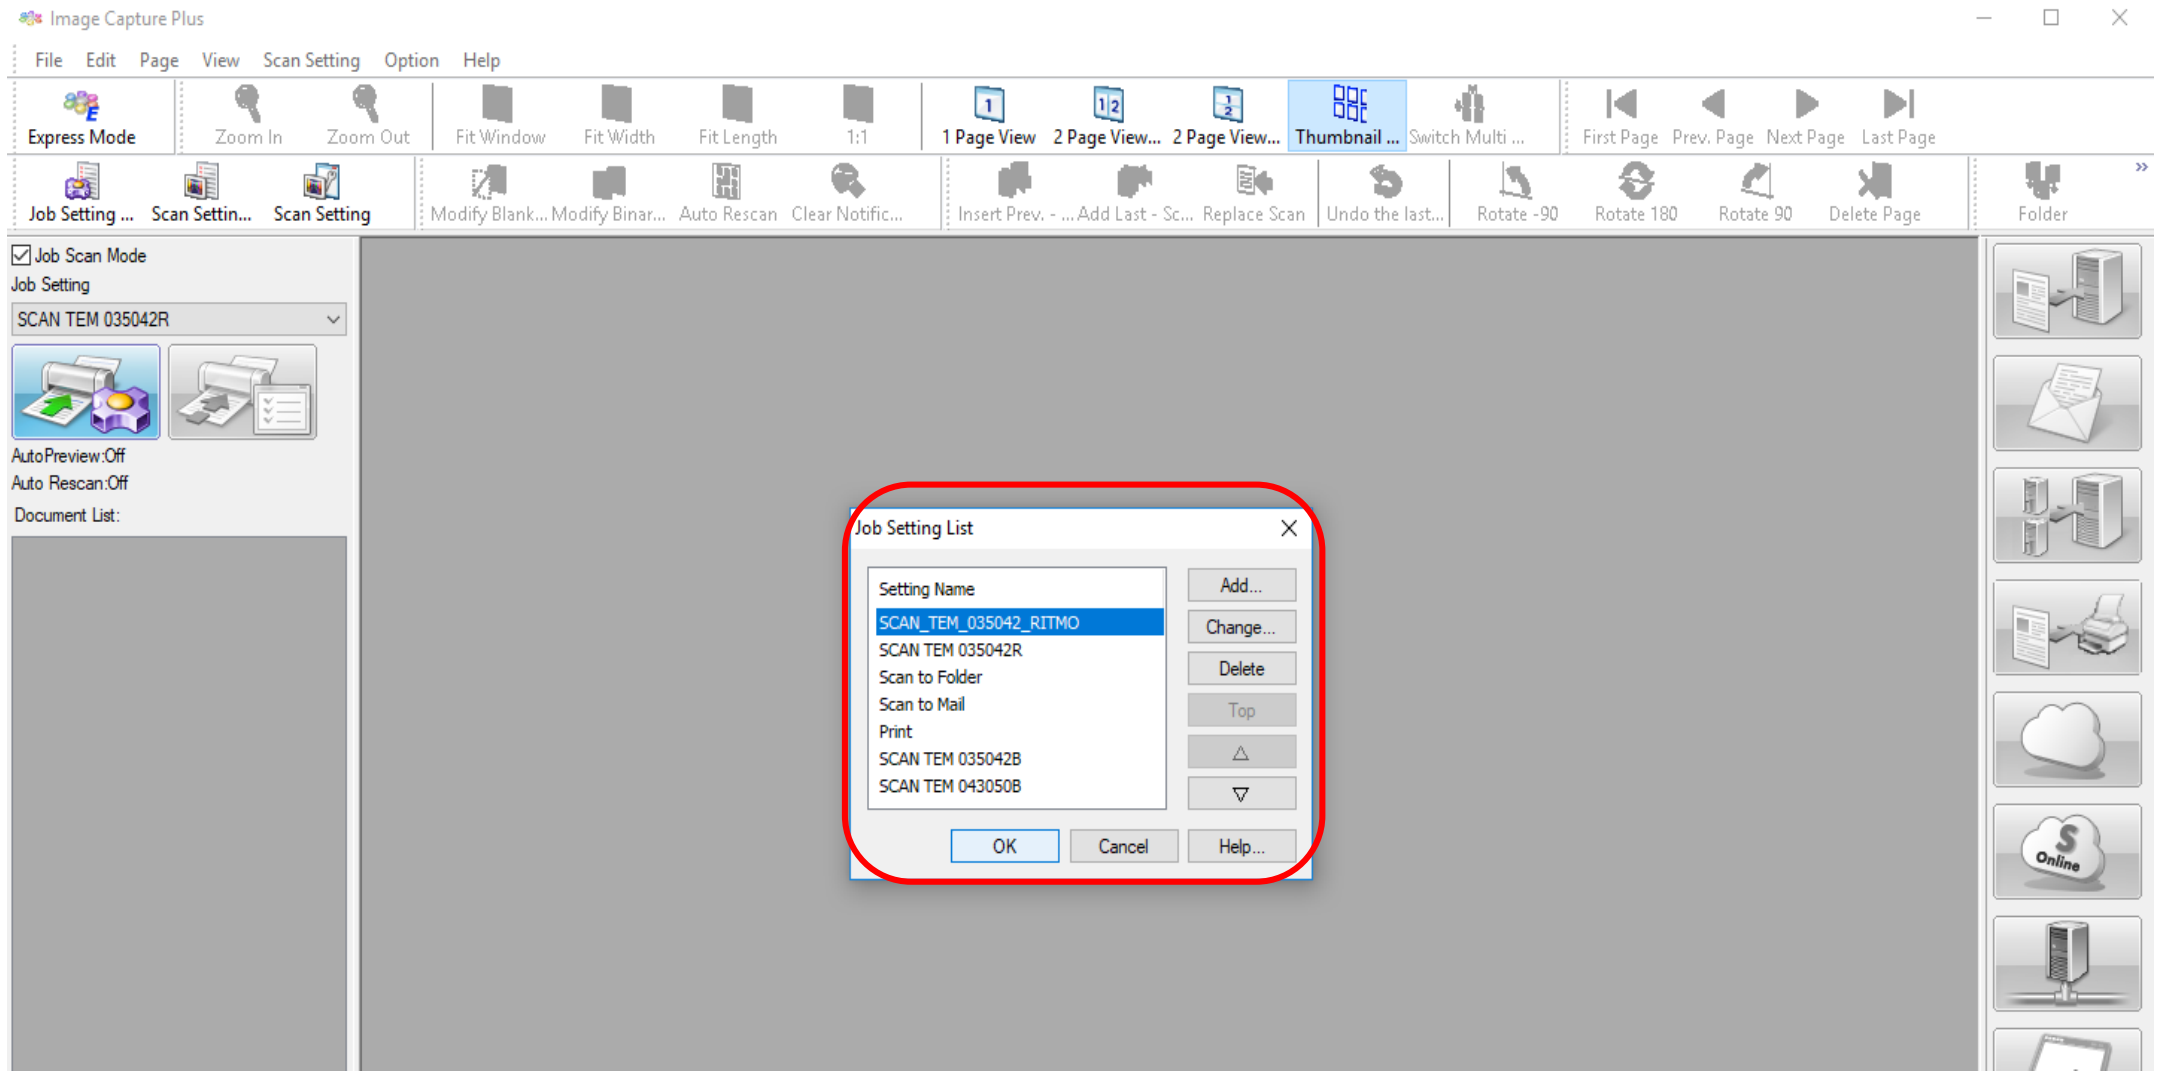 Image Capture Plus
File Edit Page View Scan Setting Option Help
Express Mode Zoom In Zoom Out Fit Window Fit Width Fit Length 1:1 1 Page View 2 Page View... 2 Page View... Thumbnail ... Switch Multi ... First Page Prev. Page Next Page Last Page
Job Setting ... Scan Settin... Scan Setting Modify Blank... Modify Binar... Auto Rescan Clear Notific... Insert Prev. - ... Add Last - Sc... Replace Scan Undo the last... Rotate -90 Rotate 180 Rotate 90 Delete Page Folder
Job Scan Mode
Job Setting
SCAN TEM 035042R
AutoPreview:Off
Auto Rescan:Off
Document List:
Job Setting List
Setting Name
SCAN_TEM_035042_RITMO
SCAN TEM 035042R
Scan to Folder
Scan to Mail
Print
SCAN TEM 035042B
SCAN TEM 043050B
Add...
Change...
Delete
Top
OK Cancel Help...
S
Online